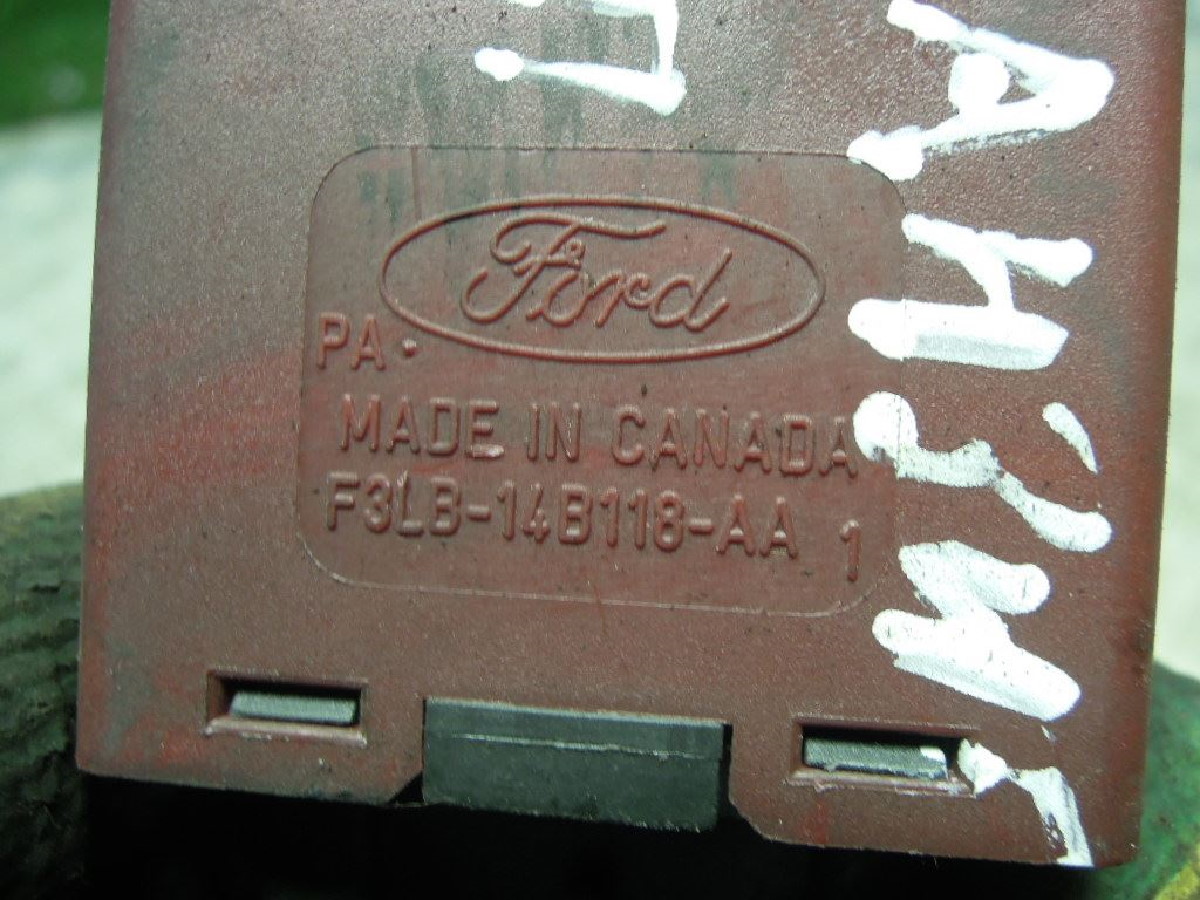 Ford
PA.
MADE IN CANADA
F3LB-14B118-AA 1